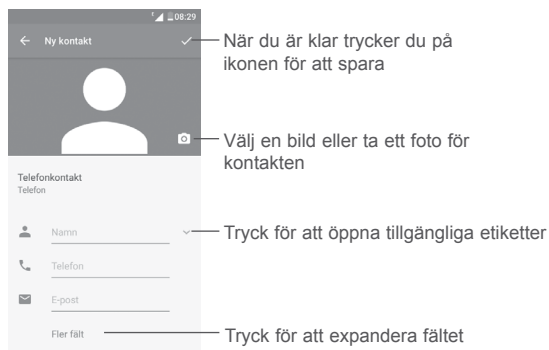 08:29
Ny kontakt
När du är klar trycker du på
ikonen för att spara
Välj en bild eller ta ett foto för
kontakten
Telefonkontakt
Telefon
Namn
Tryck för att öppna tillgängliga etiketter
Telefon
E-post
Fler fält
Tryck för att expandera fältet